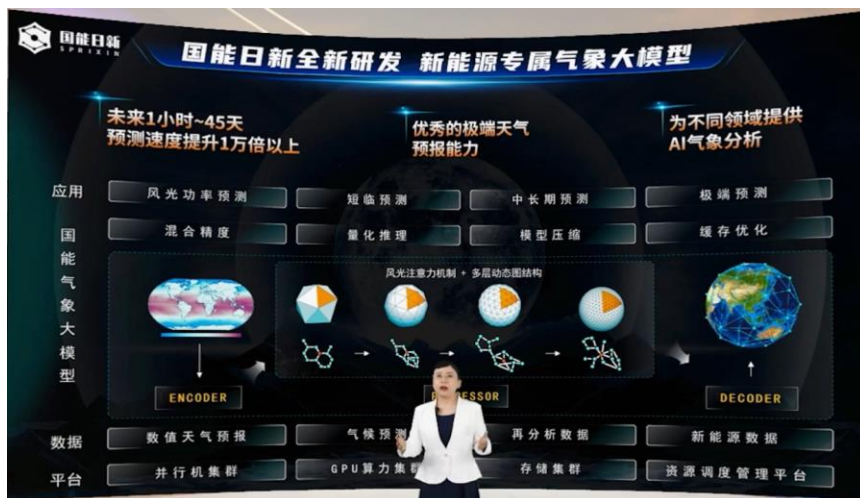 国能日新
SPRIXIN
国能日新全新研发 新能源专属气象大模型
未来1小时~45天
预测速度提升1万倍以上
优秀的极端天气
预报能力
为不同领域提供
AI气象分析
应用
风光功率预测
短临预测
中长期预测
极端预测
国能气象大模型
混合精度
量化推理
模型压缩
缓存优化
风光注意力机制 + 多层动态图结构
ENCODER
ESSOR
DECODER
数据
数值天气预报
气候预测
再分析数据
新能源数据
平台
并行机集群
GPU算力集群
存储集群
资源调度管理平台